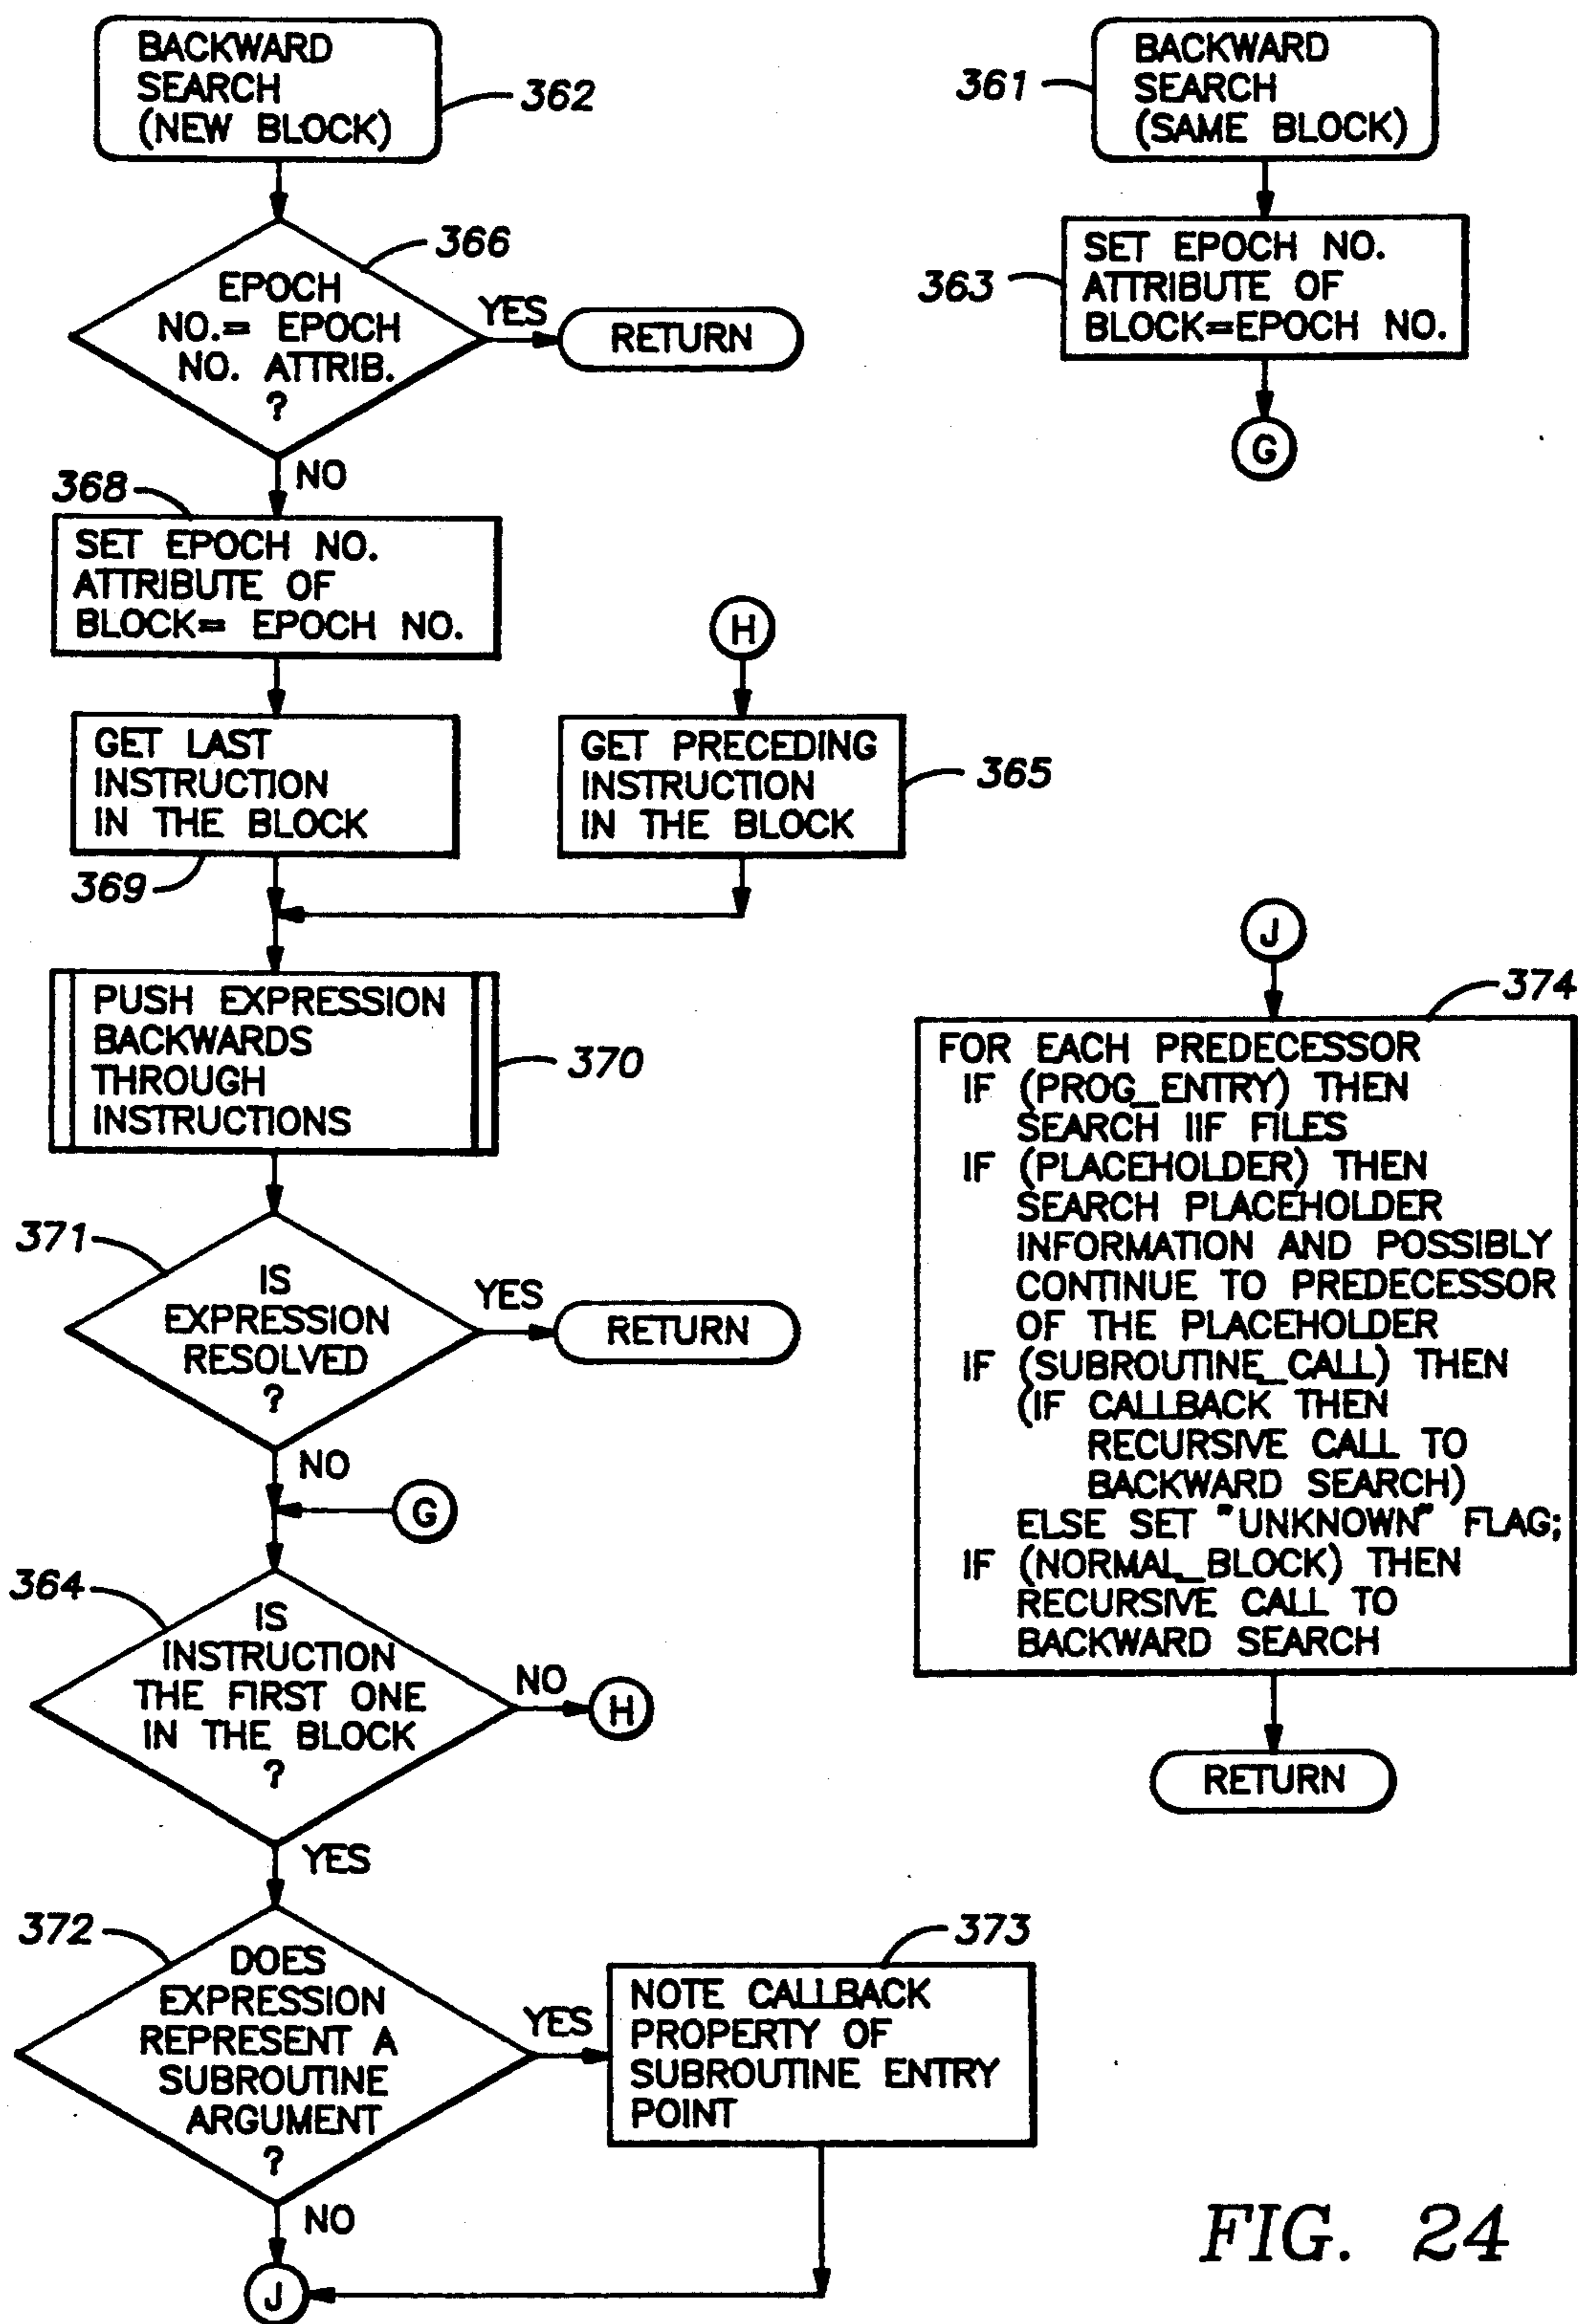 BACKWARD
SEARCH
(NEW BLOCK)
362
366
EPOCH
NO.= EPOCH
NO. ATTRIB.
?
YES
RETURN
NO
368
SET EPOCH NO.
ATTRIBUTE OF
BLOCK= EPOCH NO.
GET LAST
INSTRUCTION
IN THE BLOCK
369
H
GET PRECEDING
INSTRUCTION
IN THE BLOCK
365
PUSH EXPRESSION
BACKWARDS
THROUGH
INSTRUCTIONS
370
371
IS
EXPRESSION
RESOLVED
?
YES
RETURN
NO
G
364
IS
INSTRUCTION
THE FIRST ONE
IN THE BLOCK
?
NO
H
YES
372
DOES
EXPRESSION
REPRESENT A
SUBROUTINE
ARGUMENT
?
YES
373
NOTE CALLBACK
PROPERTY OF
SUBROUTINE ENTRY
POINT
NO
J
361
BACKWARD
SEARCH
(SAME BLOCK)
363
SET EPOCH NO.
ATTRIBUTE OF
BLOCK=EPOCH NO.
G
J
374
FOR EACH PREDECESSOR
IF (PROG_ENTRY) THEN
SEARCH IIF FILES
IF (PLACEHOLDER) THEN
SEARCH PLACEHOLDER
INFORMATION AND POSSIBLY
CONTINUE TO PREDECESSOR
OF THE PLACEHOLDER
IF (SUBROUTINE_CALL) THEN
(IF CALLBACK THEN
RECURSIVE CALL TO
BACKWARD SEARCH)
ELSE SET "UNKNOWN" FLAG;
IF (NORMAL_BLOCK) THEN
RECURSIVE CALL TO
BACKWARD SEARCH
RETURN
FIG. 24